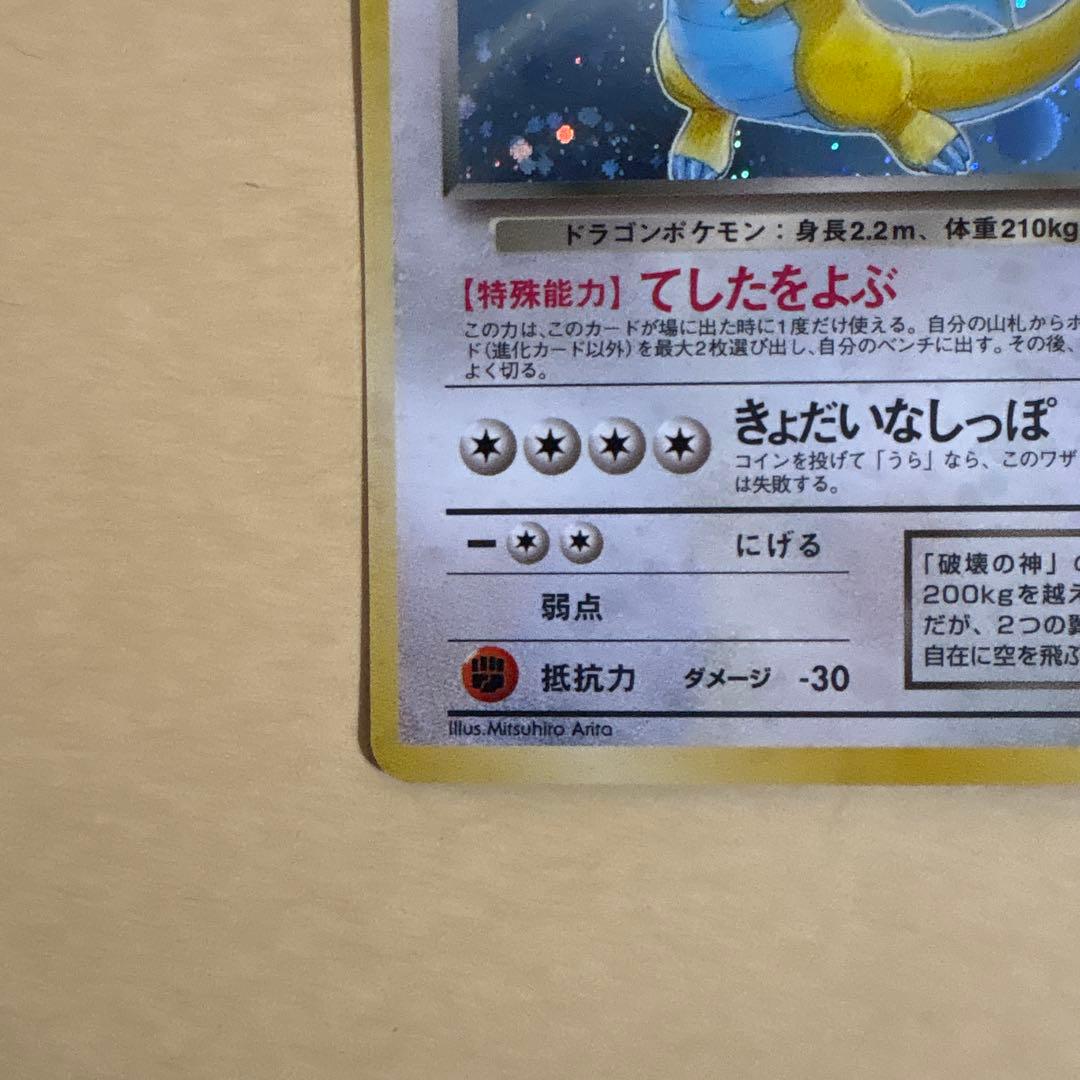 ドラゴンポケモン：身長2.2m、体重210kg
【特殊能力】てしたをよぶ
この力は、このカードが場に出た時に1度だけ使える。自分の山札から
ド(進化カード以外)を最大2枚選び出し、自分のベンチに出す。その後、
よく切る。
きょだいなしっぽ
コインを投げて「うら」なら、このワザ
は失敗する。
ー にげる
弱点
抵抗力 ダメージ -30
「破壊の神」
200kgを越え
だが、2つの翼
自在に空を飛ぶ
Illus.Mitsuhiro Arita